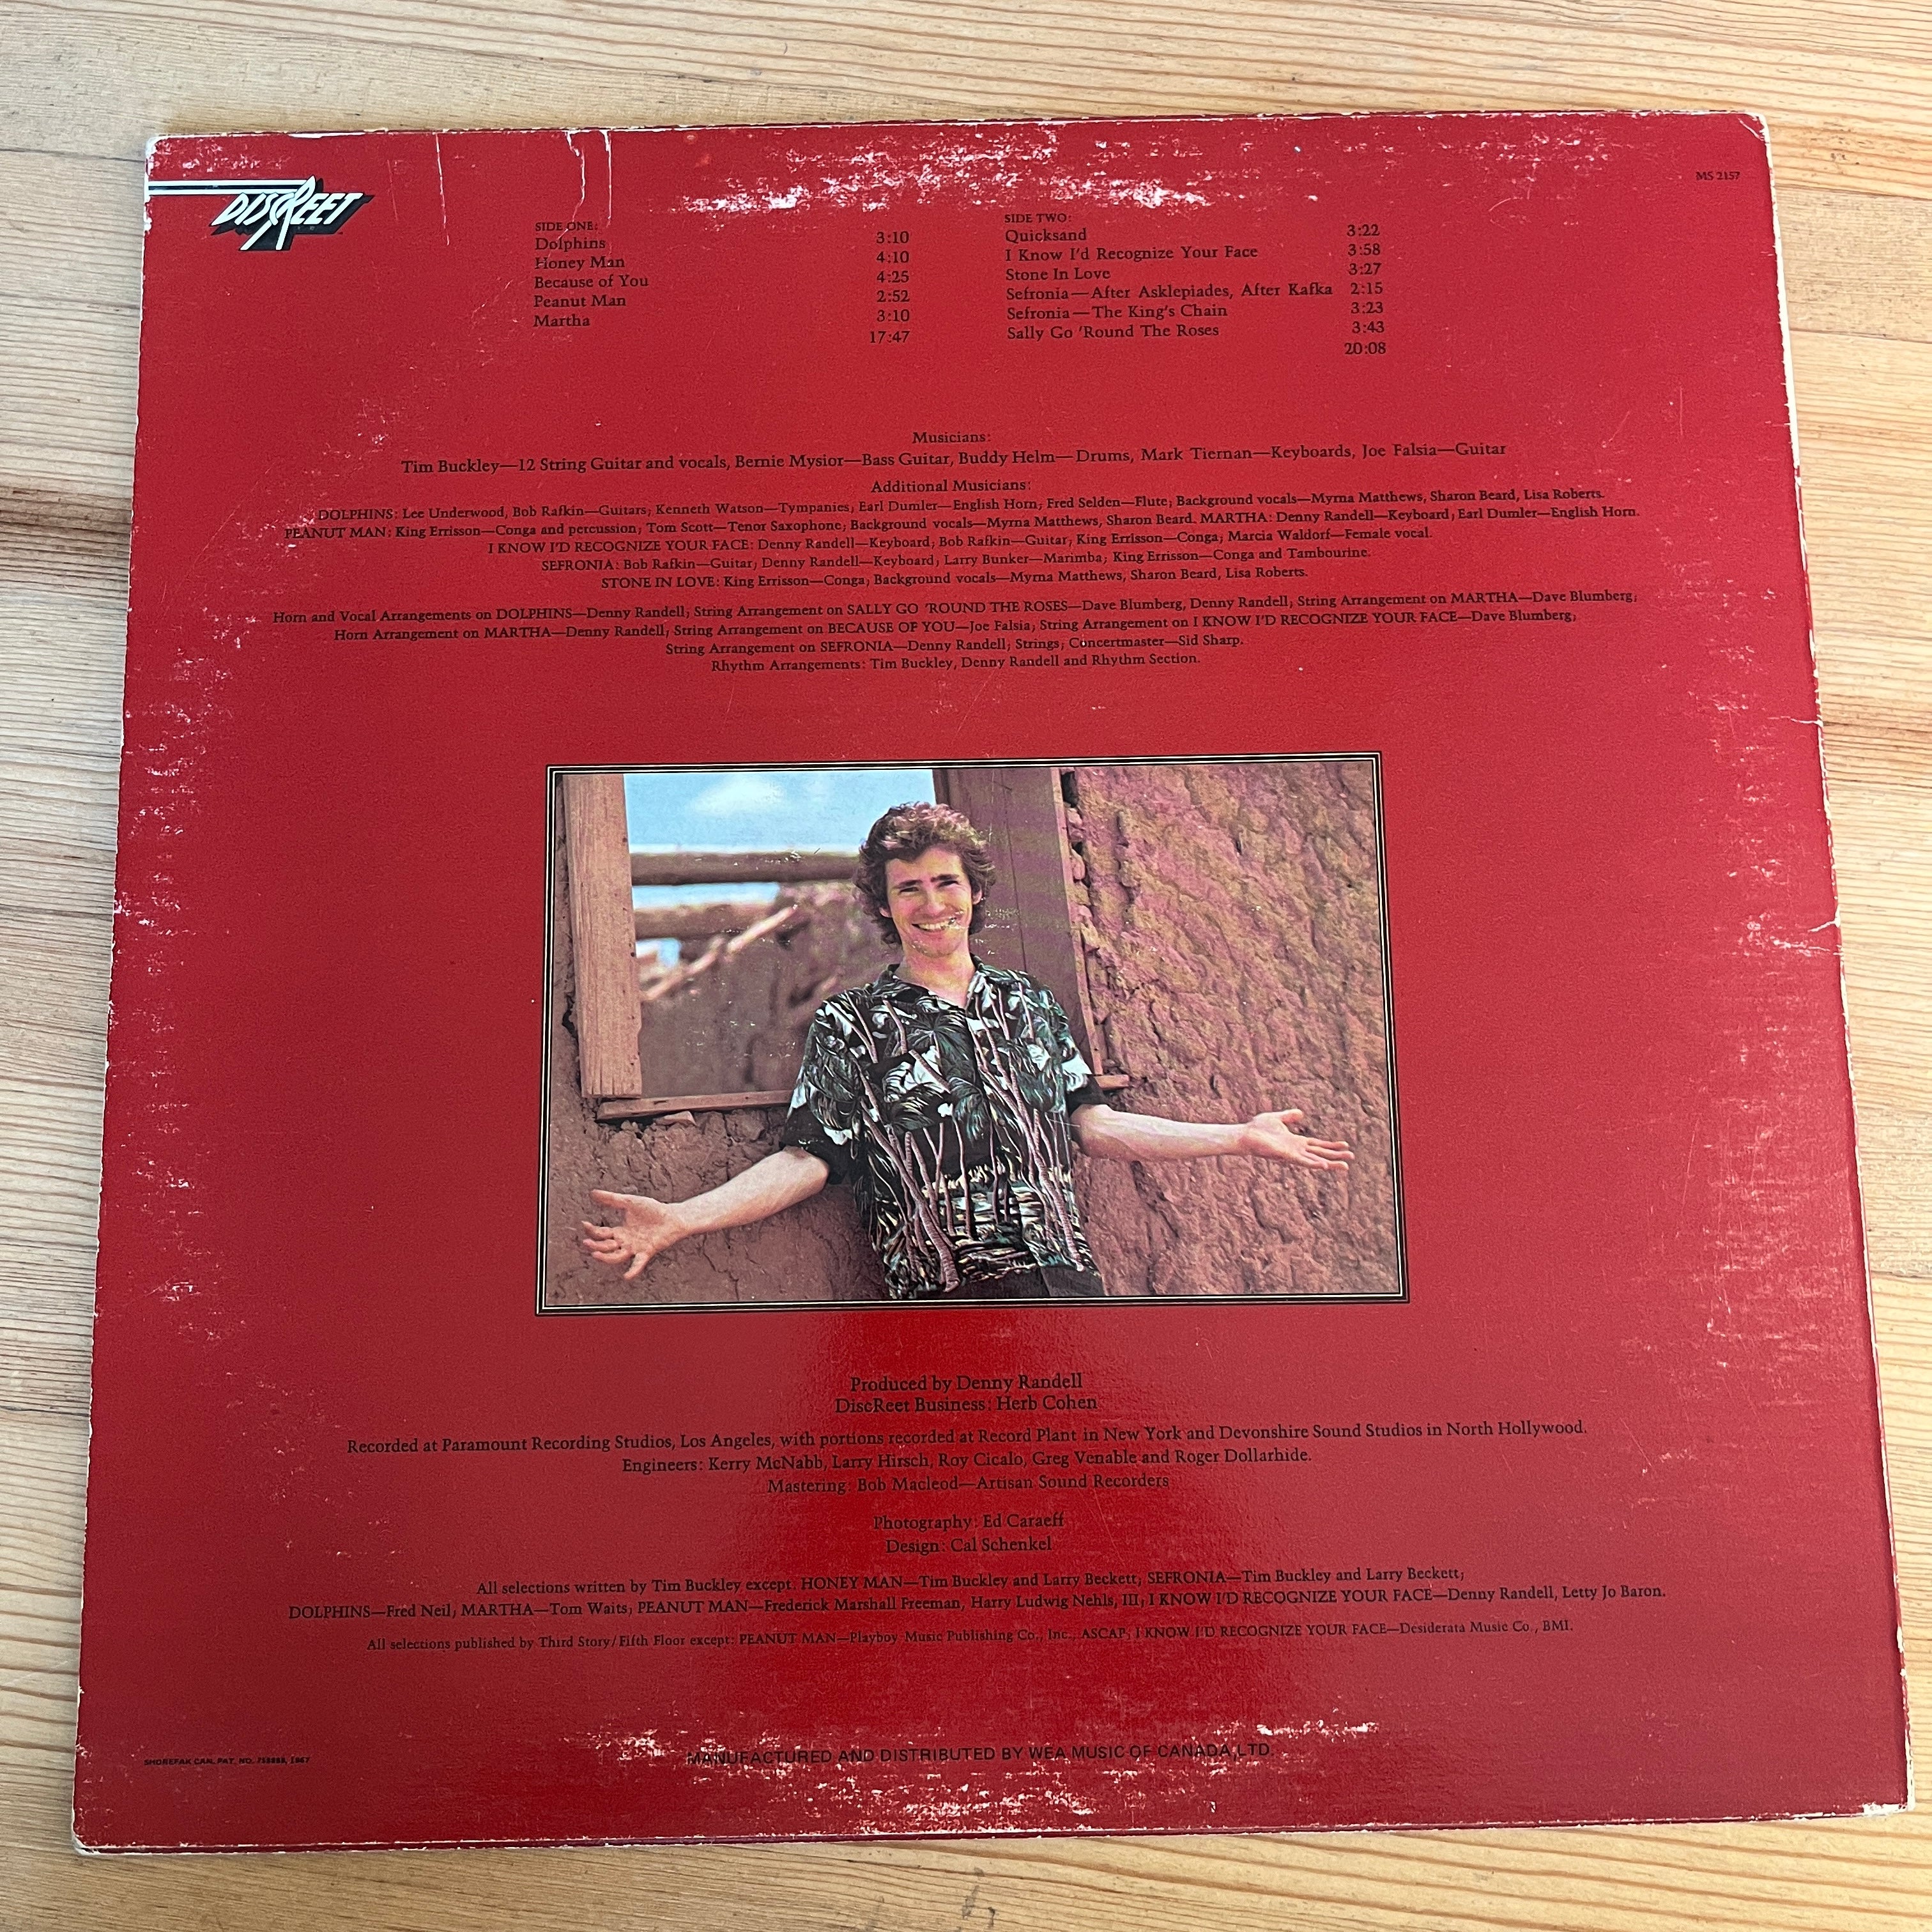 DISCREET
MS 2157
SIDE ONE:
Dolphins 3:10
Honey Man 4:10
Because of You 4:25
Peanut Man 2:52
Martha 3:10
17:47
SIDE TWO:
Quicksand 3:22
I Know I'd Recognize Your Face 3:58
Stone In Love 3:27
Sefronia—After Asklepiades, After Kafka 2:15
Sefronia—The King's Chain 3:23
Sally Go 'Round The Roses 3:43
20:08
Musicians:
Tim Buckley—12 String Guitar and vocals, Bernie Mysior—Bass Guitar, Buddy Helm—Drums, Mark Tiernan—Keyboards, Joe Falsia—Guitar
Additional Musicians:
DOLPHINS: Lee Underwood, Bob Rafkin—Guitars; Kenneth Watson—Tympanies; Earl Dumler—English Horn; Fred Selden—Flute; Background vocals—Myrna Matthews, Sharon Beard, Lisa Roberts.
PEANUT MAN: King Errisson—Conga and percussion; Tom Scott—Tenor Saxophone; Background vocals—Myrna Matthews, Sharon Beard. MARTHA: Denny Randell—Keyboard; Earl Dumler—English Horn.
I KNOW I'D RECOGNIZE YOUR FACE: Denny Randell—Keyboard; Bob Rafkin—Guitar; King Errisson—Conga; Marcia Waldorf—Female vocal.
SEFRONIA: Bob Rafkin—Guitar; Denny Randell—Keyboard; Larry Bunker—Marimba; King Errisson—Conga and Tambourine.
STONE IN LOVE: King Errisson—Conga; Background vocals—Myrna Matthews, Sharon Beard, Lisa Roberts.
Horn and Vocal Arrangements on DOLPHINS—Denny Randell; String Arrangement on SALLY GO 'ROUND THE ROSES—Dave Blumberg, Denny Randell; String Arrangement on MARTHA—Dave Blumberg;
Horn Arrangement on MARTHA—Denny Randell; String Arrangement on BECAUSE OF YOU—Joe Falsia; String Arrangement on I KNOW I'D RECOGNIZE YOUR FACE—Dave Blumberg;
String Arrangement on SEFRONIA—Denny Randell; Strings; Concertmaster—Sid Sharp.
Rhythm Arrangements: Tim Buckley, Denny Randell and Rhythm Section.
Produced by Denny Randell
DiscReet Business: Herb Cohen
Recorded at Paramount Recording Studios, Los Angeles, with portions recorded at Record Plant in New York and Devonshire Sound Studios in North Hollywood.
Engineers: Kerry McNabb, Larry Hirsch, Roy Cicalo, Greg Venable and Roger Dollarhide.
Mastering: Bob Macleod—Artisan Sound Recorders
Photography: Ed Caraeff
Design: Cal Schenkel
All selections written by Tim Buckley except: HONEY MAN—Tim Buckley and Larry Beckett; SEFRONIA—Tim Buckley and Larry Beckett;
DOLPHINS—Fred Neil; MARTHA—Tom Waits; PEANUT MAN—Frederick Marshall Freeman, Harry Ludwig Nehls, III; I KNOW I'D RECOGNIZE YOUR FACE—Denny Randell, Letty Jo Baron.
All selections published by Third Story/Fifth Floor except: PEANUT MAN—Playboy Music Publishing Co., Inc., ASCAP; I KNOW I'D RECOGNIZE YOUR FACE—Desiderata Music Co., BMI.
SHOREPAK CAN. PAT. NO. 1967
MANUFACTURED AND DISTRIBUTED BY WEA MUSIC OF CANADA, LTD.